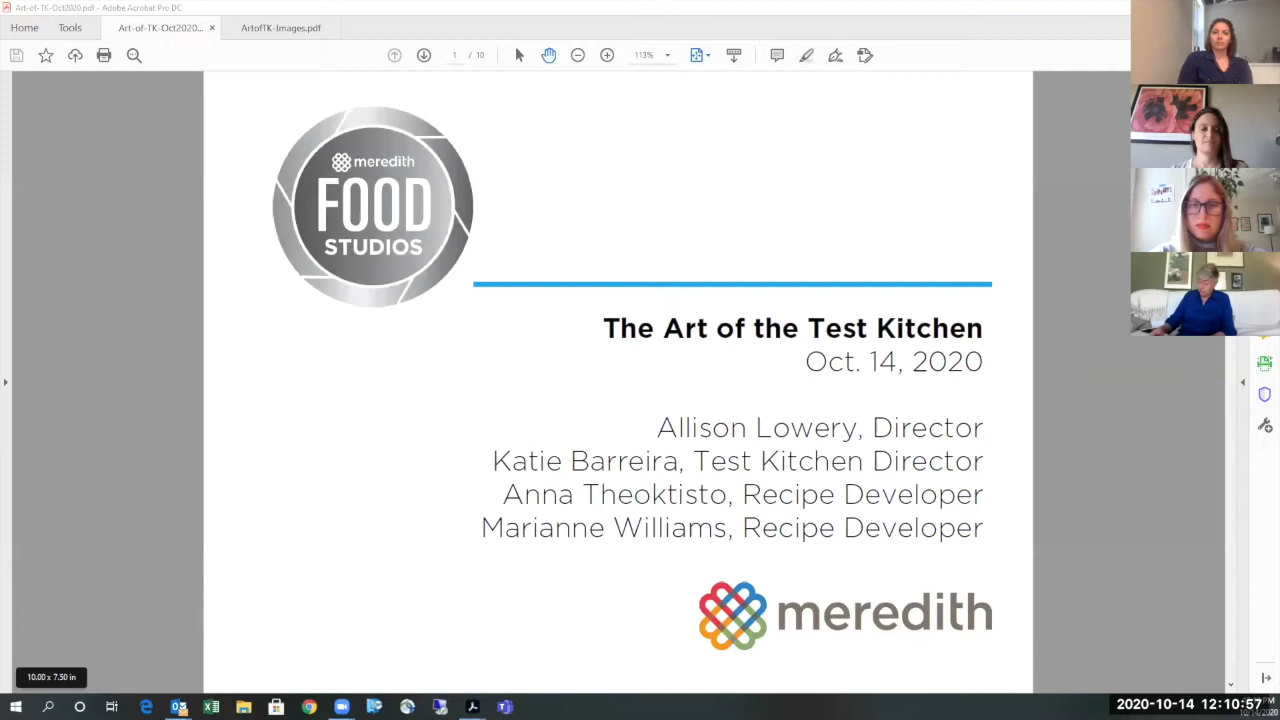 Art-of-TK-Oct2020.pdf - Adobe Acrobat Pro DC
Home
Tools
Art-of-TK-Oct2020...
ArtofTK-Images.pdf
1 / 10
113%
meredith
FOOD
STUDIOS
The Art of the Test Kitchen
Oct. 14, 2020
Allison Lowery, Director
Katie Barreira, Test Kitchen Director
Anna Theoktisto, Recipe Developer
Marianne Williams, Recipe Developer
meredith
10.00 x 7.50 in
2020-10-14 12:10:57